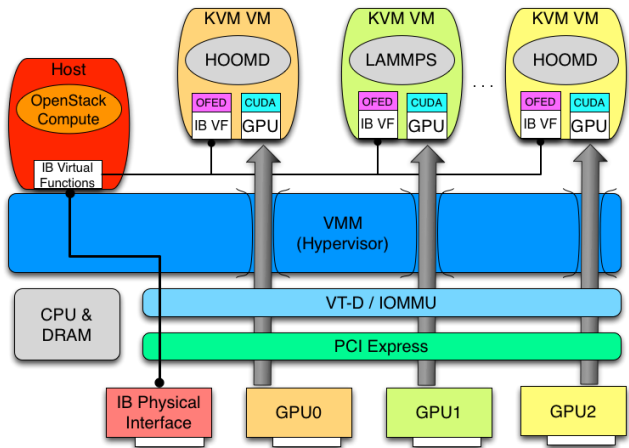 KVM VM
KVM VM
KVM VM
Host
HOOMD
LAMMPS
HOOMD
. . .
OpenStack
Compute
OFED
CUDA
OFED
CUDA
OFED
CUDA
IB VF
GPU
IB VF
GPU
IB VF
GPU
IB Virtual
Functions
VMM
(Hypervisor)
VT-D / IOMMU
CPU &
DRAM
PCI Express
IB Physical
Interface
GPU0
GPU1
GPU2